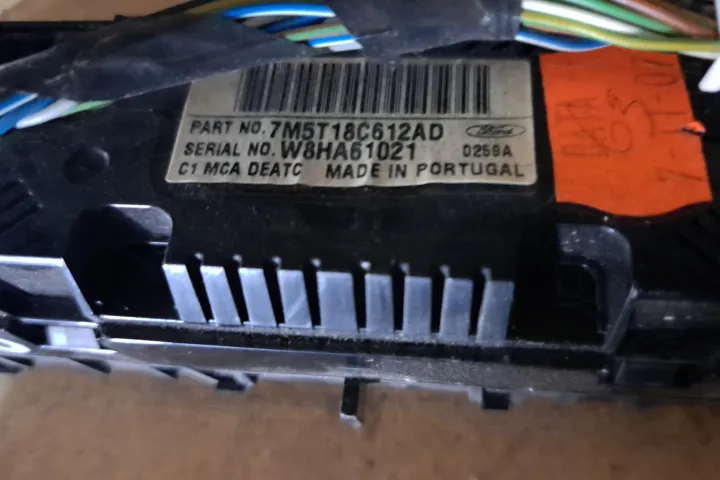 PART NO. 7M5T18C612AD Ford
SERIAL NO. W8HA61021 0259A
C1 MCA DEATC MADE IN PORTUGAL